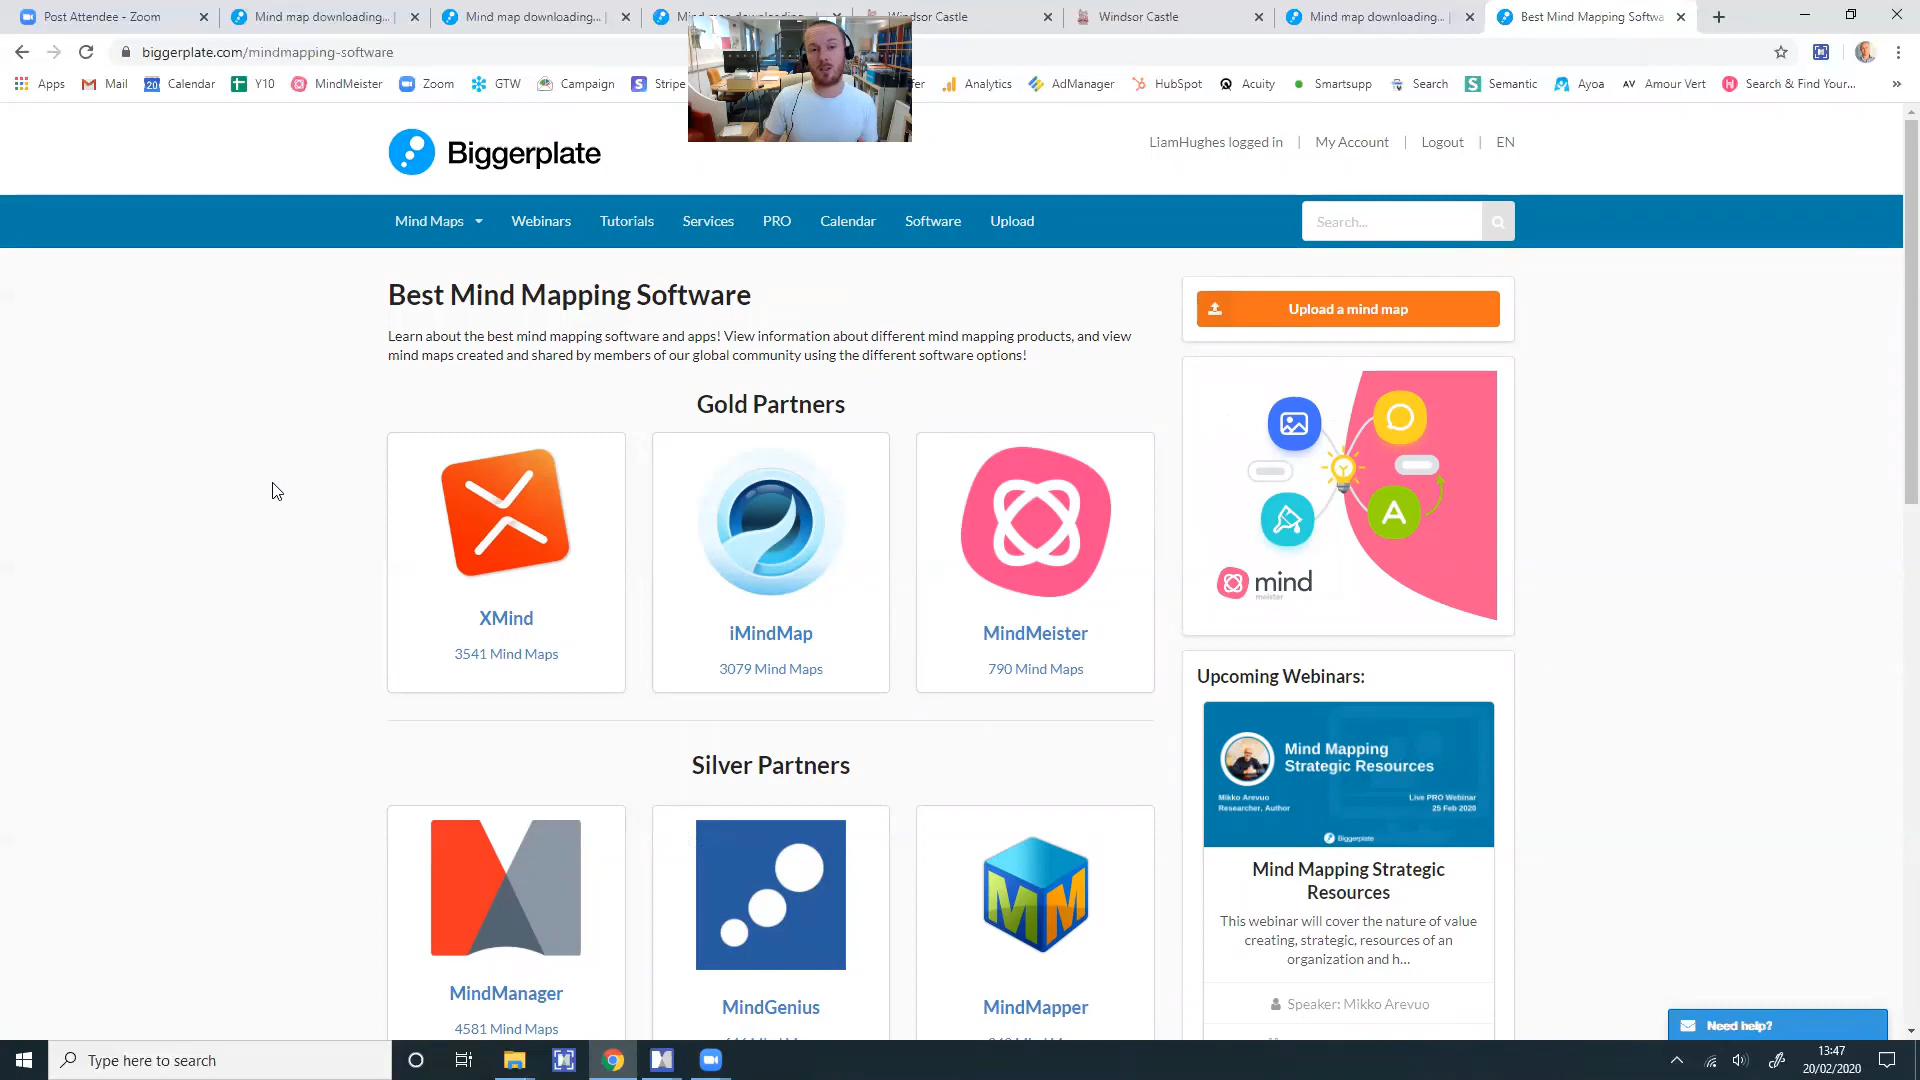 Post Attendee - Zoom
Mind map downloading...
Mind map downloading...
Windsor Castle
Windsor Castle
Mind map downloading...
Best Mind Mapping Softwa
biggerplate.com/mindmapping-software
Apps
Mail
Calendar
Y10
MindMeister
Zoom
GTW
Campaign
Stripe
Analytics
AdManager
HubSpot
Acuity
Smartsupp
Search
Semantic
Ayoa
AV Amour Vert
Search & Find Your...
Biggerplate
LiamHughes logged in | My Account | Logout | EN
Mind Maps
Webinars
Tutorials
Services
PRO
Calendar
Software
Upload
Search...
Best Mind Mapping Software
Learn about the best mind mapping software and apps! View information about different mind mapping products, and view
mind maps created and shared by members of our global community using the different software options!
Upload a mind map
Gold Partners
XMind
3541 Mind Maps
iMindMap
3079 Mind Maps
MindMeister
790 Mind Maps
A
mind
meister
Silver Partners
MindManager
4581 Mind Maps
MindGenius
MM
MindMapper
Upcoming Webinars:
Mind Mapping
Strategic Resources
Mikko Arevuo
Researcher, Author
Live PRO Webinar
25 Feb 2020
Biggerplate
Mind Mapping Strategic
Resources
This webinar will cover the nature of value
creating, strategic, resources of an
organization and h...
Speaker: Mikko Arevuo
Need help?
Type here to search
13:47
20/02/2020